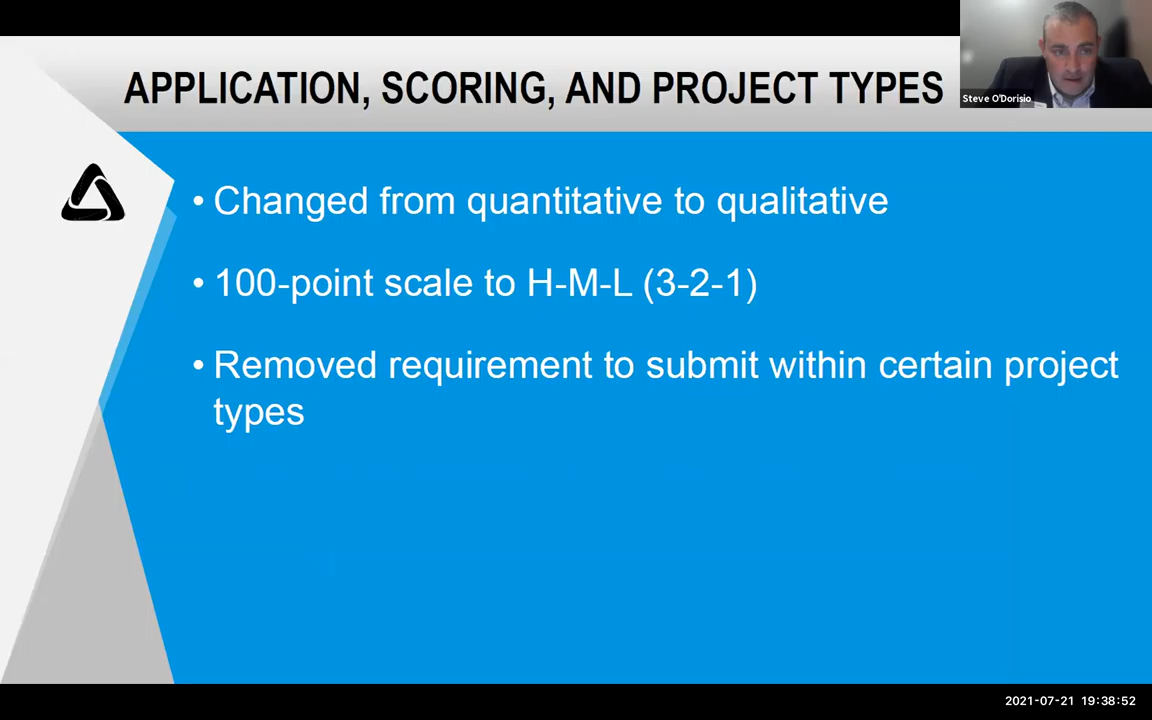 APPLICATION, SCORING, AND PROJECT TYPES
Steve O'Dorisio
• Changed from quantitative to qualitative
• 100-point scale to H-M-L (3-2-1)
• Removed requirement to submit within certain project
types
2021-07-21 19:38:52